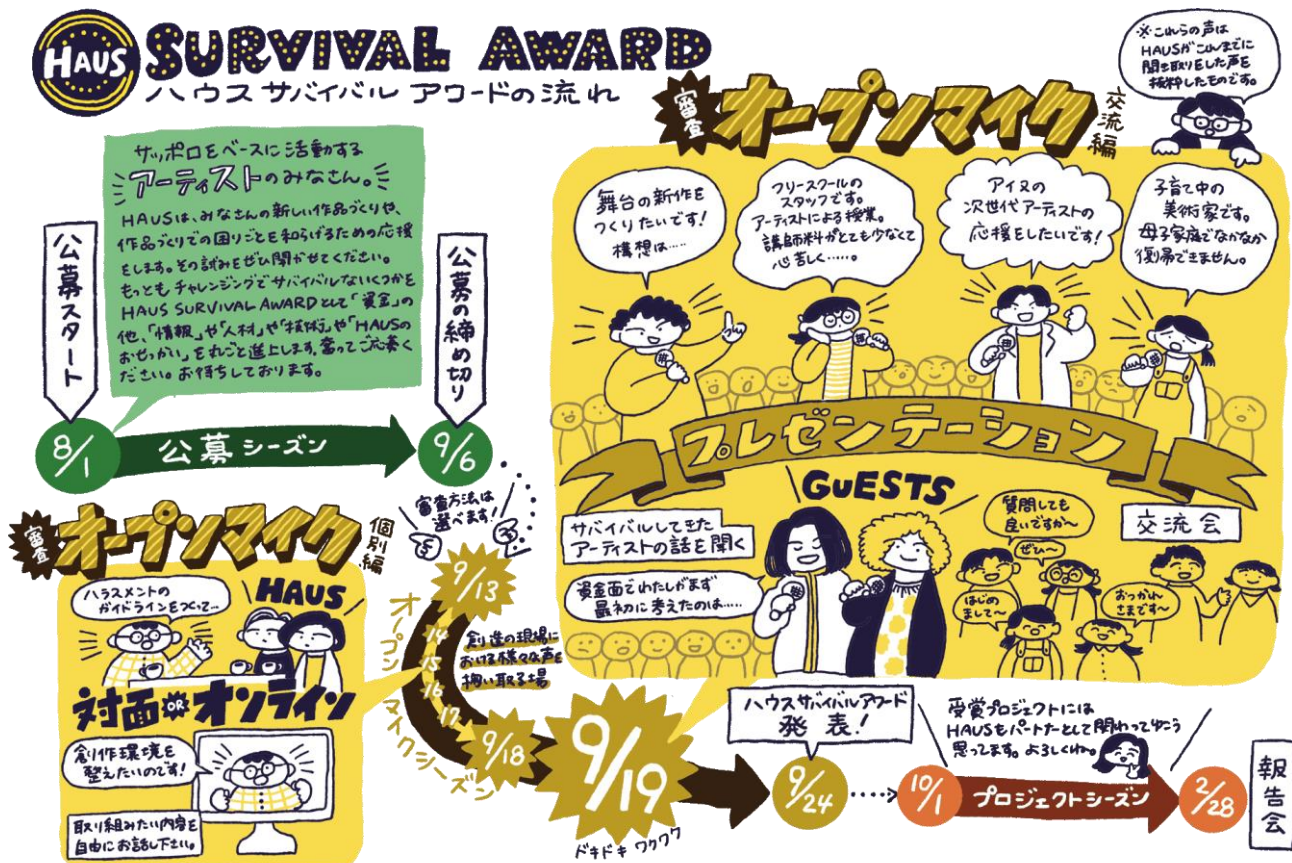 HAUS
SURVIVAL AWARD
ハウス サバイバル アワードの流れ
サッポロをベースに活動する
アーティストのみなさん。
HAUSは、みなさんの新しい作品づくりや、
作品づくりでの困りごとを和らげるための応援
をします。その試みをぜひ聞かせてください。
もっとも チャレンジングで サバイバルないくつかを
HAUS SURVIVAL AWARDとして「資金」の
他、「情報」や「人材」や「技術」や「HAUSの
おせっかい」をまるごと進上します。奮ってご応募く
ださい。お待ちしております。
公募スタート
8/1
公募シーズン
公募の締め切り
9/6
審査方法は
選べます!
審査
オープンマイク
個別編
ハラスメントの
ガイドラインをつくって…
HAUS
対面 OR オンライン
創作環境を
整えたいのです!
取り組みたい内容を
自由にお話し下さい。
9/13
14
15
16
17
9/18
オープンマイクシーズン
創造の現場に
おける様々な声を
掬い取る場
9/19
ドキドキ ワクワク
審査
オープンマイク
交流編
※これらの声は
HAUSがこれまでに
聞き取りをした声を
抜粋したものです。
舞台の新作を
つくりたいです!
構想は……
フリースクールの
スタッフです。
アーティストによる授業。
講師料がとても少なくて
心苦しく……。
アイヌの
次世代アーティストの
応援をしたいです!
子育て中の
美術家です。
母子家庭でなかなか
復帰できません。
プレゼンテーション
GUESTS
サバイバルしてきた
アーティストの話を聞く
資金面でわたしがまず
最初に考えたのは……
交流会
質問しても
良いですか〜
ぜひ〜
はじめ
まして〜
おつかれ
さまです〜
ハウスサバイバルアワード
発表!
9/24
10/1
プロジェクトシーズン
受賞プロジェクトには
HAUSもパートナーとして関わってゆこう
思ってます。よろしくね。
2/28
報告会